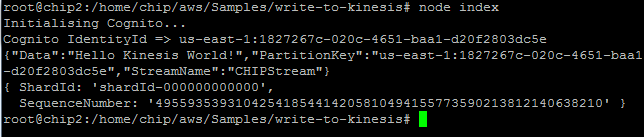 root@chip2:/home/chip/aws/Samples/write-to-kinesis# node index
Initialising Cognito...
Cognito IdentityId => us-east-1:1827267c-020c-4651-baa1-d20f2803dc5e
{"Data":"Hello Kinesis World!","PartitionKey":"us-east-1:1827267c-020c-4651-baa1
-d20f2803dc5e","StreamName":"CHIPStream"}
{ ShardId: 'shardId-000000000000',
  SequenceNumber: '49559353931042541854414205810494155773590213812140638210' }
root@chip2:/home/chip/aws/Samples/write-to-kinesis#